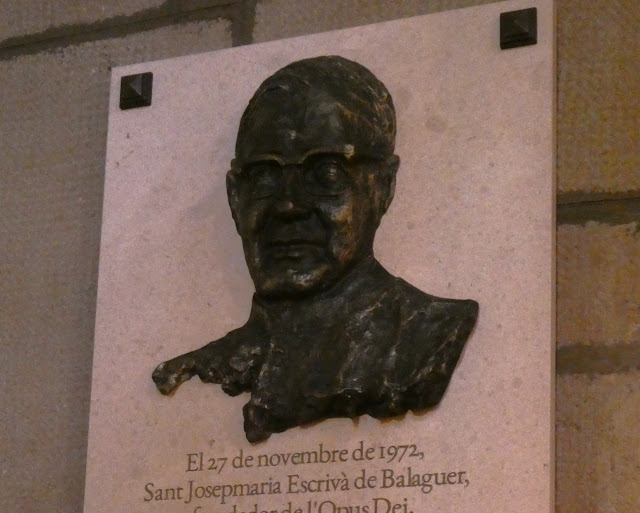 El 27 de novembre de 1972,
Sant Josepmaria Escrivà de Balaguer,
fundador de l'Opus Dei,